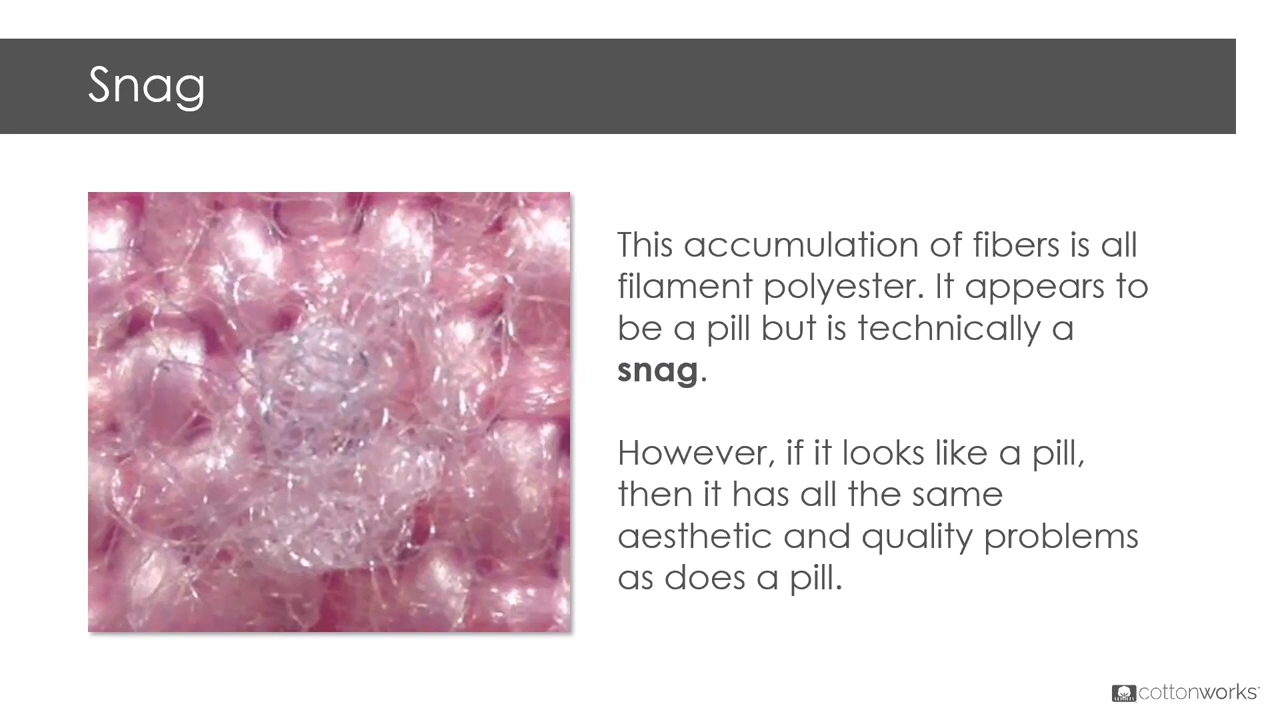 Snag
This accumulation of fibers is all
filament polyester. It appears to
be a pill but is technically a
snag.
However, if it looks like a pill,
then it has all the same
aesthetic and quality problems
as does a pill.
cottonworks